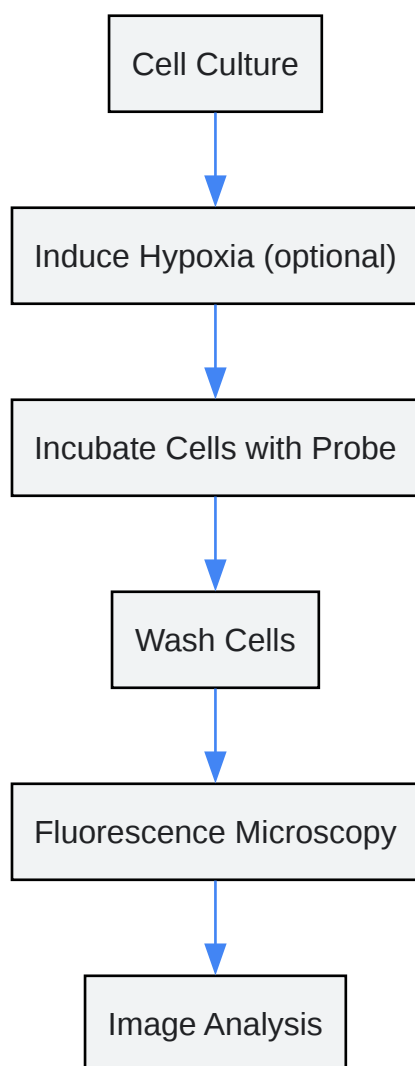 Cell Culture
Induce Hypoxia (optional)
Incubate Cells with Probe
Wash Cells
Fluorescence Microscopy
Image Analysis